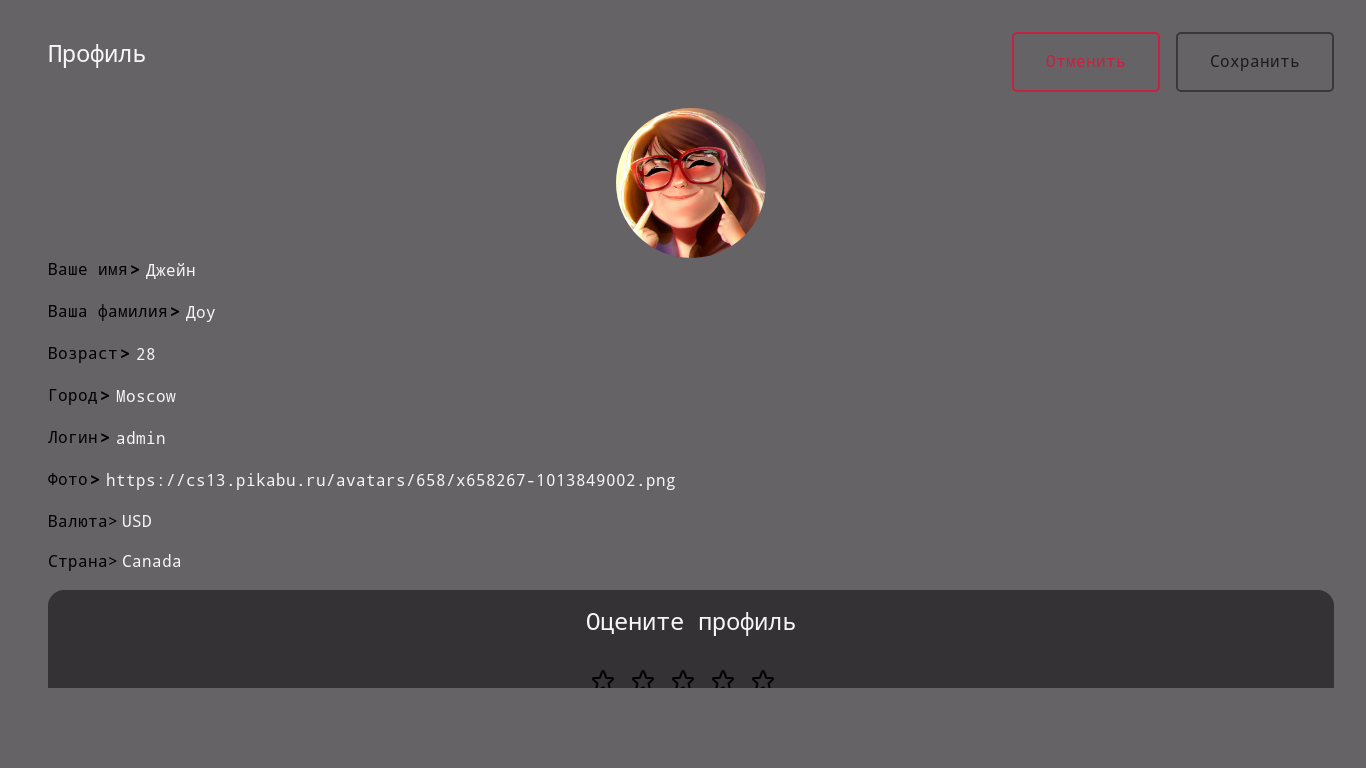 Профиль
Отменить
Сохранить
Ваше имя> Джейн
Ваша фамилия> Доу
Возраст> 28
Город> Moscow
Логин> admin
Фото> https://cs13.pikabu.ru/avatars/658/x658267-1013849002.png
Валюта> USD
Страна> Canada
Оцените профиль